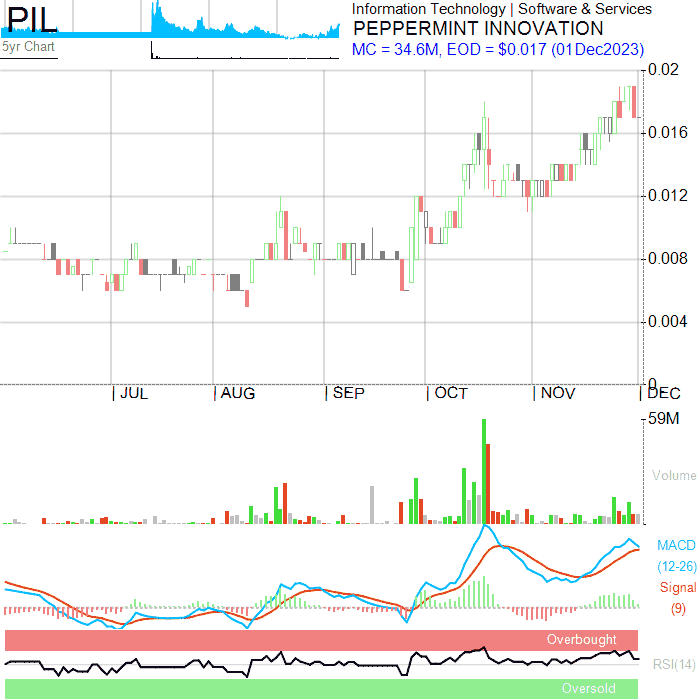 PIL
5yr Chart
Information Technology | Software & Services
PEPPERMINT INNOVATION
MC = 34.6M, EOD = $0.017 (01Dec2023)
0.02
0.016
0.012
0.008
0.004
0
| JUL | AUG | SEP | OCT | NOV | DEC
59M
Volume
MACD
(12-26)
Signal
(9)
Overbought
RSI(14)
Oversold